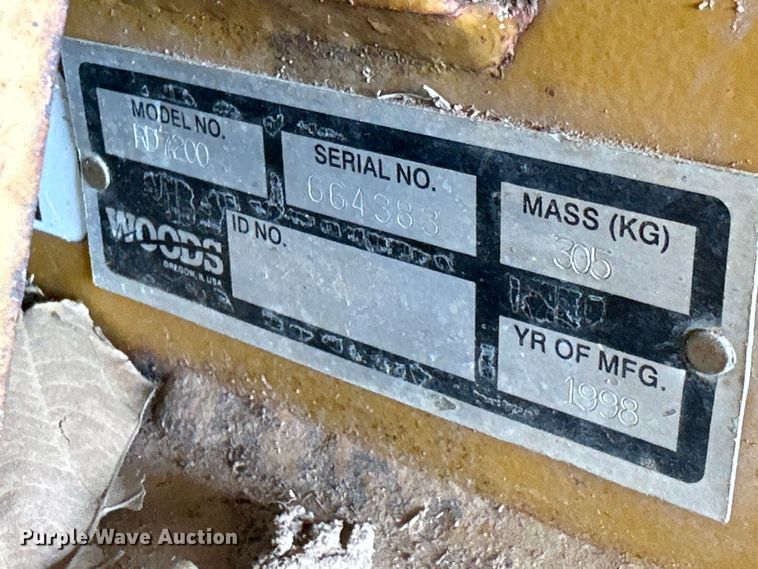 MODEL NO.
RD7200
SERIAL NO.
664383
MASS (KG)
305
WOODS
OREGON, IL USA
ID NO.
YR OF MFG.
1998
Purple Wave Auction